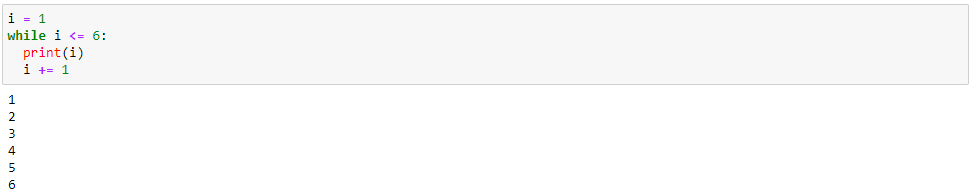 i = 1
while i <= 6:
  print(i)
  i += 1
1
2
3
4
5
6